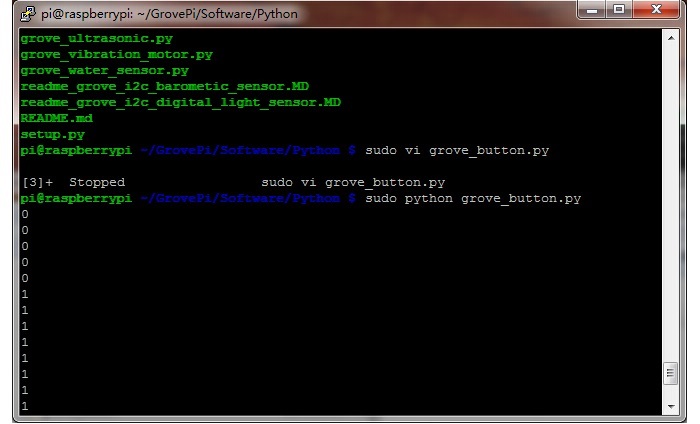 pi@raspberrypi: ~/GrovePi/Software/Python
grove_ultrasonic.py
grove_vibration_motor.py
grove_water_sensor.py
readme_grove_i2c_barometic_sensor.MD
readme_grove_i2c_digital_light_sensor.MD
README.md
setup.py
pi@raspberrypi ~/GrovePi/Software/Python $ sudo vi grove_button.py
[3]+  Stopped                 sudo vi grove_button.py
pi@raspberrypi ~/GrovePi/Software/Python $ sudo python grove_button.py
0
0
0
0
0
1
1
1
1
1
1
1
1